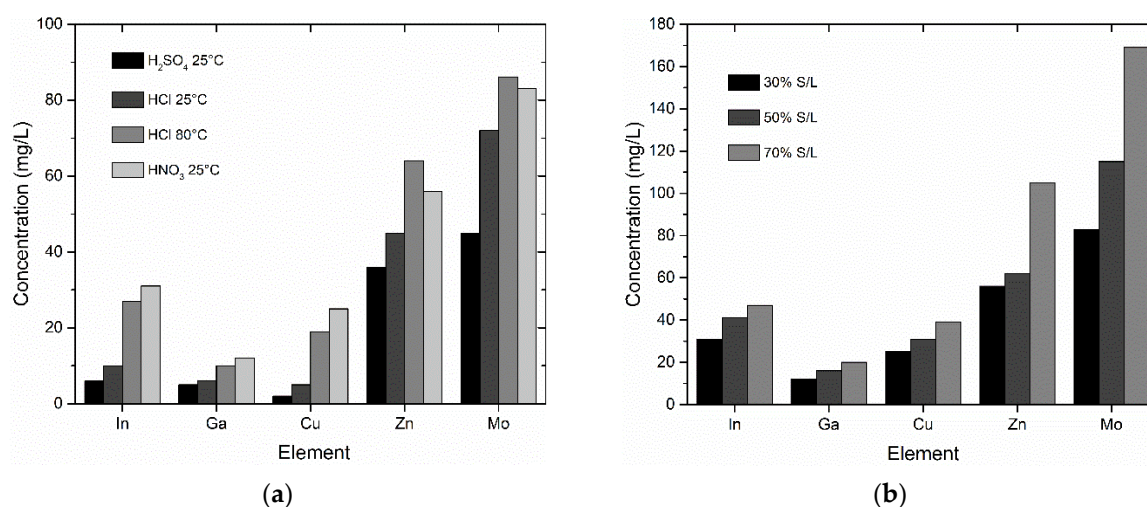 100
80
60
40
20
0
Concentration (mg/L)
H₂SO₄ 25°C
HCl 25°C
HCl 80°C
HNO₃ 25°C
In Ga Cu Zn Mo
Element
(a)
180
160
140
120
100
80
60
40
20
0
Concentration (mg/L)
30% S/L
50% S/L
70% S/L
In Ga Cu Zn Mo
Element
(b)